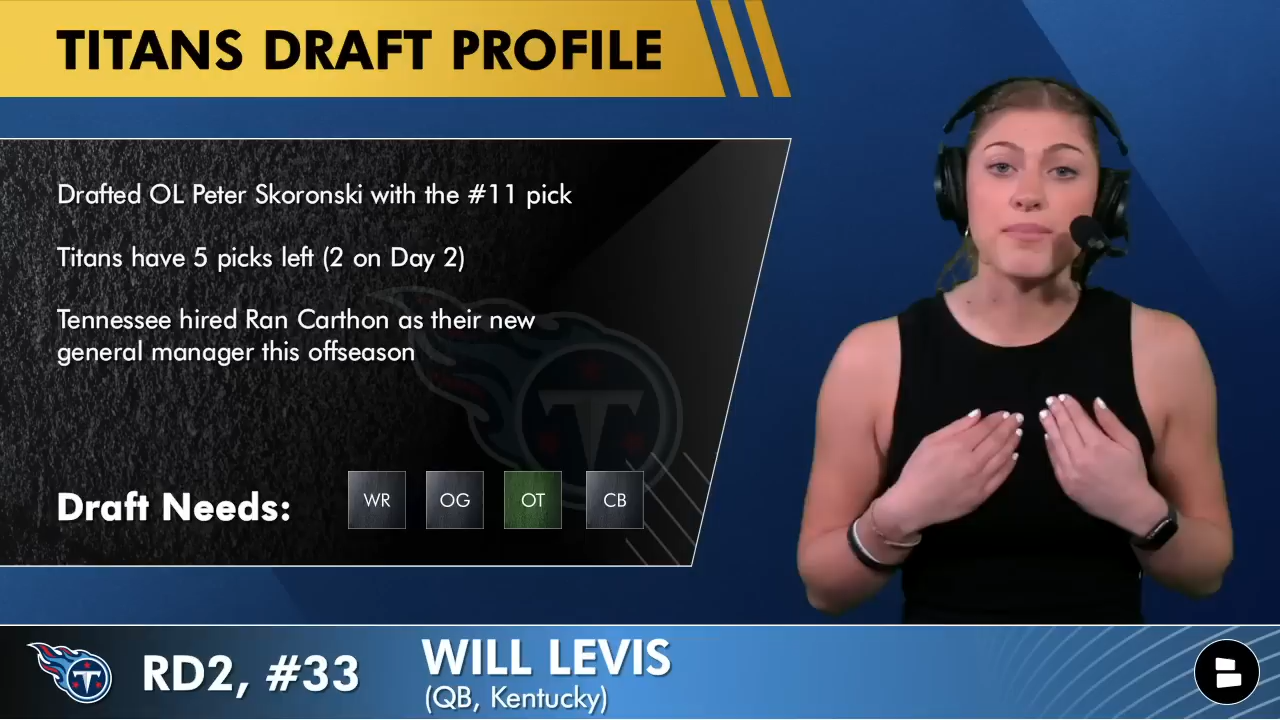 TITANS DRAFT PROFILE
Drafted OL Peter Skoronski with the #11 pick
Titans have 5 picks left (2 on Day 2)
Tennessee hired Ran Carthon as their new
general manager this offseason
Draft Needs: WR OG OT CB
RD2, #33 WILL LEVIS
(QB, Kentucky)